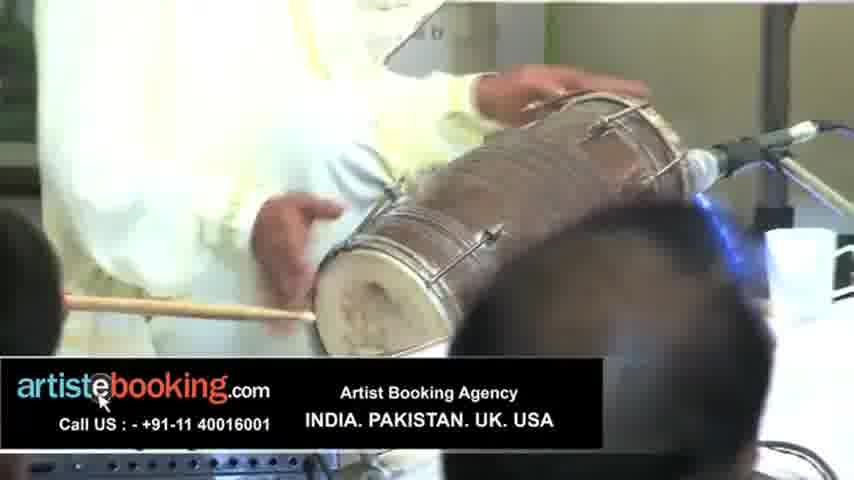 artistebooking.com
Call US : - +91-11 40016001
Artist Booking Agency
INDIA. PAKISTAN. UK. USA